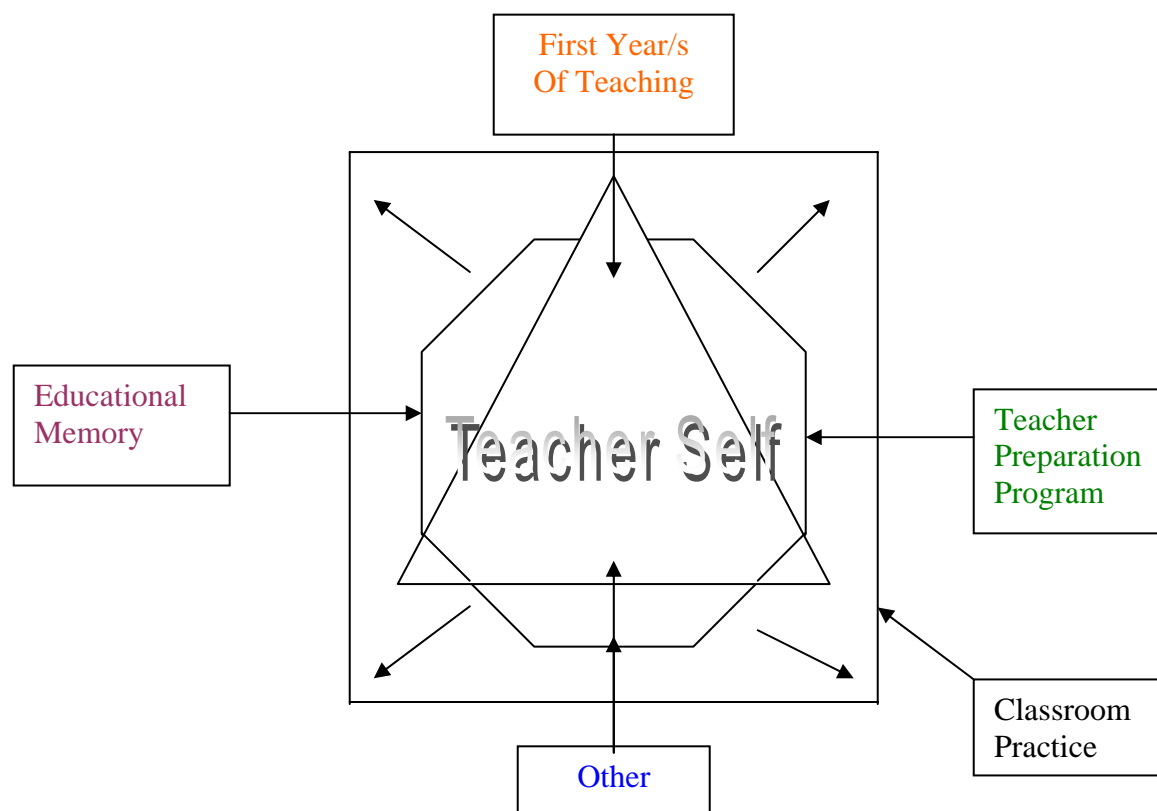 First Year/s
Of Teaching
Educational
Memory
Teacher Self
Teacher
Preparation
Program
Classroom
Practice
Other